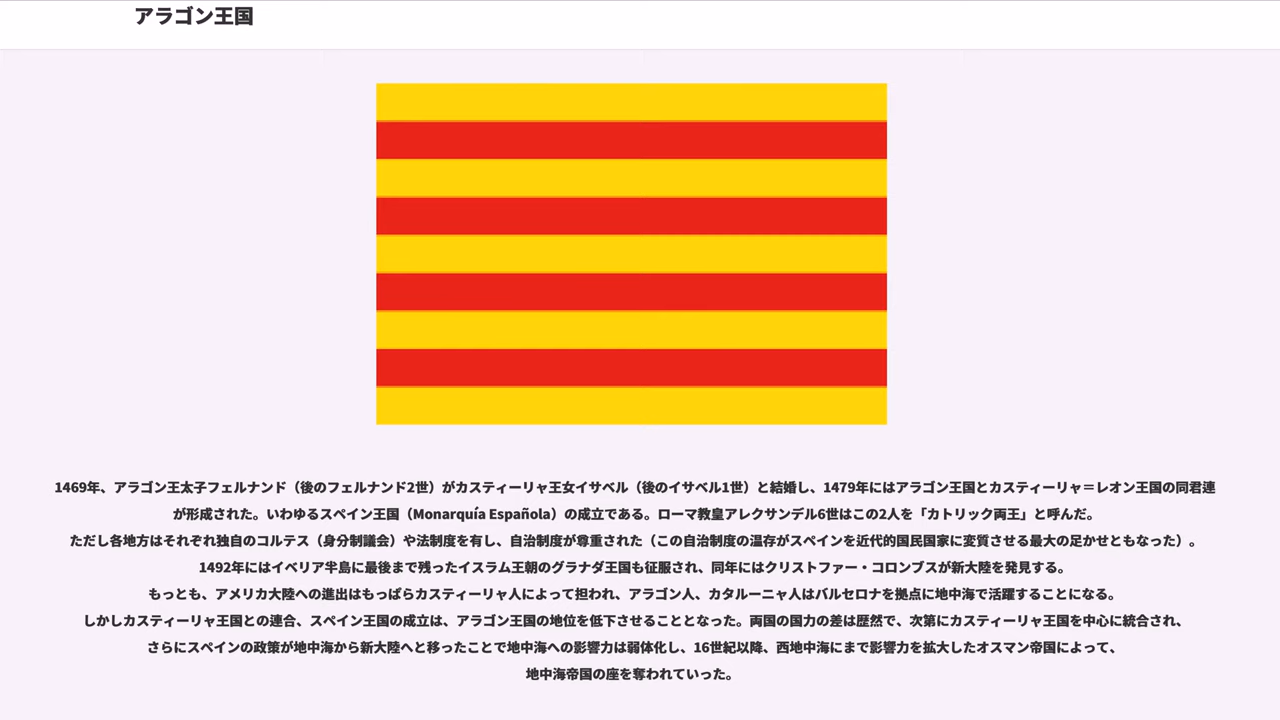 アラゴン王国
1469年、アラゴン王太子フェルナンド（後のフェルナンド2世）がカスティーリャ王女イサベル（後のイサベル1世）と結婚し、1479年にはアラゴン王国とカスティーリャ＝レオン王国の同君連
が形成された。いわゆるスペイン王国（Monarquía Española）の成立である。ローマ教皇アレクサンデル6世はこの2人を「カトリック両王」と呼んだ。
ただし各地方はそれぞれ独自のコルテス（身分制議会）や法制度を有し、自治制度が尊重された（この自治制度の温存がスペインを近代的国民国家に変質させる最大の足かせともなった）。
1492年にはイベリア半島に最後まで残ったイスラム王朝のグラナダ王国も征服され、同年にはクリストファー・コロンブスが新大陸を発見する。
もっとも、アメリカ大陸への進出はもっぱらカスティーリャ人によって担われ、アラゴン人、カタルーニャ人はバルセロナを拠点に地中海で活躍することになる。
しかしカスティーリャ王国との連合、スペイン王国の成立は、アラゴン王国の地位を低下させることとなった。両国の国力の差は歴然で、次第にカスティーリャ王国を中心に統合され、
さらにスペインの政策が地中海から新大陸へと移ったことで地中海への影響力は弱体化し、16世紀以降、西地中海にまで影響力を拡大したオスマン帝国によって、
地中海帝国の座を奪われていった。